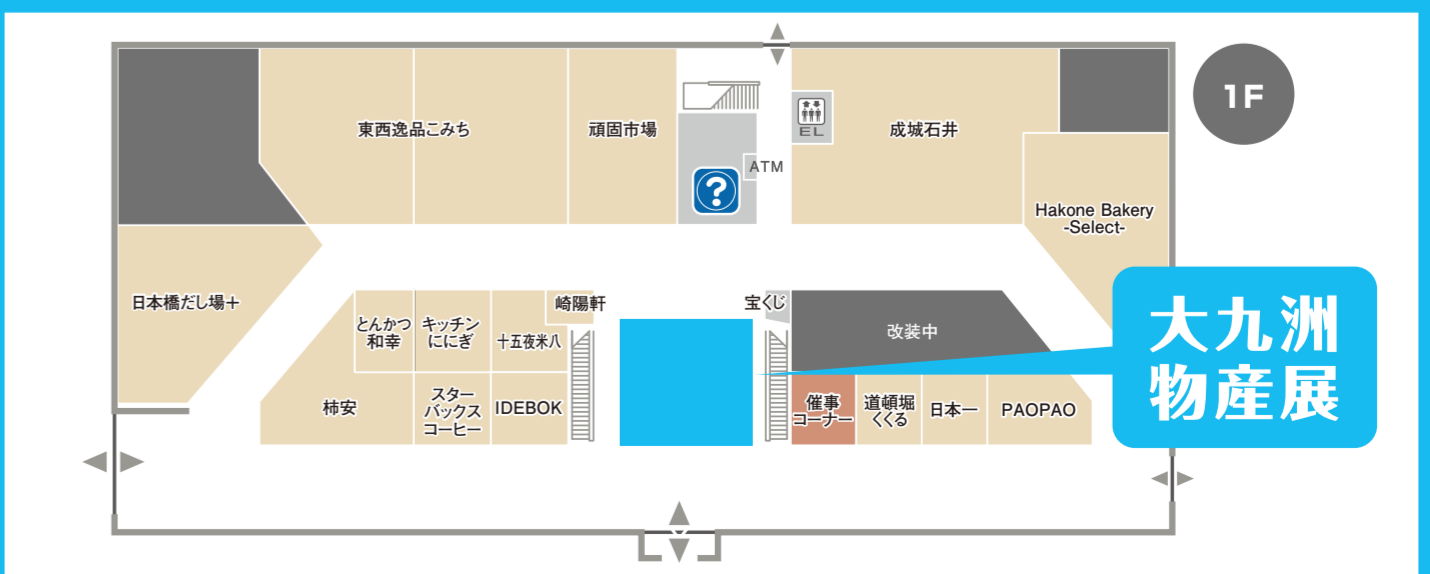 1F
東西逸品こみち
頑固市場
EL
成城石井
ATM
?
Hakone Bakery
-Select-
日本橋だし場+
とんかつ
和幸
キッチン
ににぎ
十五夜米八
崎陽軒
宝くじ
改装中
大九洲
物産展
柿安
スター
バックス
コーヒー
IDEBOK
催事
コーナー
道頓堀
くくる
日本一
PAOPAO